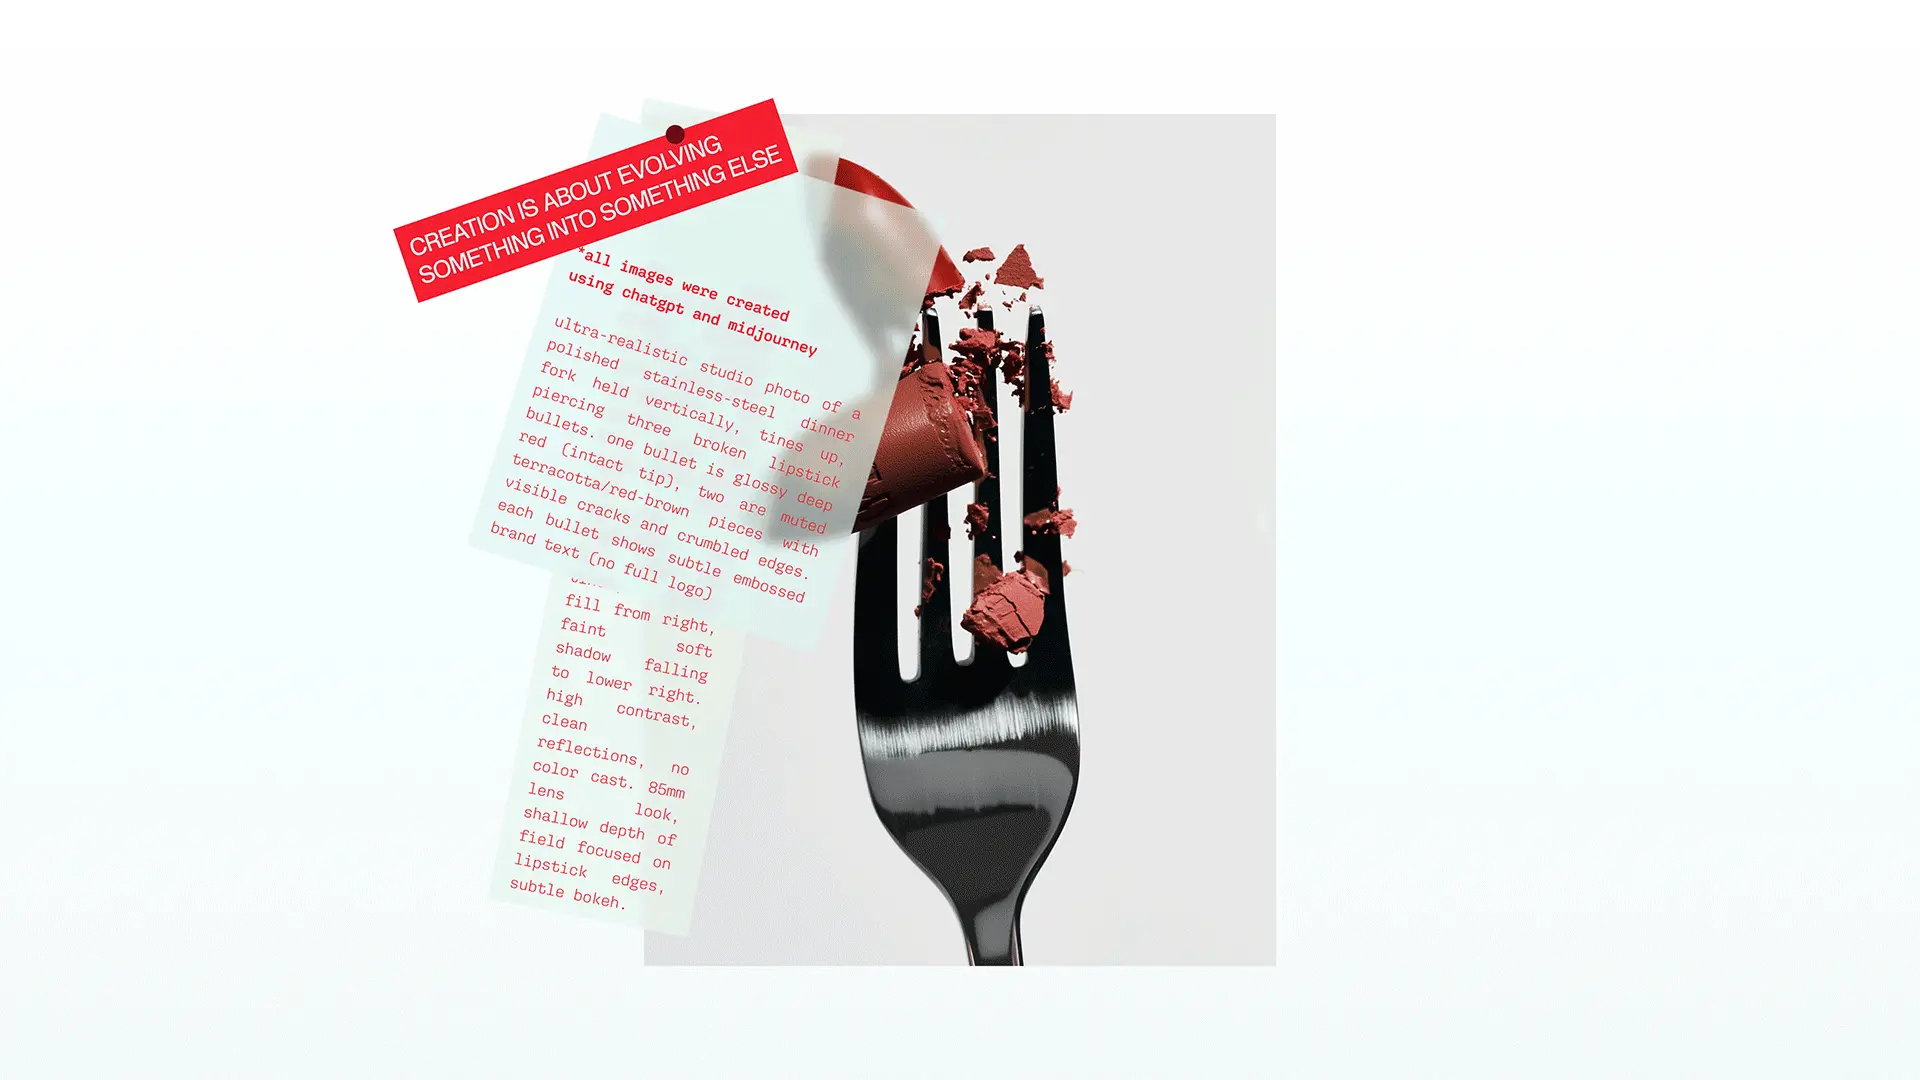 CREATION IS ABOUT EVOLVING
SOMETHING INTO SOMETHING ELSE
*all images were created
using chatgpt and midjourney
ultra-realistic studio photo of a
polished stainless-steel dinner
fork held vertically, tines up,
piercing three broken lipstick
bullets. one bullet is glossy deep
red (intact tip), two are muted
terracotta/red-brown pieces with
visible cracks and crumbled edges.
each bullet shows subtle embossed
brand text (no full logo)
fill from right,
faint soft
shadow falling
to lower right.
high contrast,
clean
reflections, no
color cast. 85mm
lens look,
shallow depth of
field focused on
lipstick edges,
subtle bokeh.